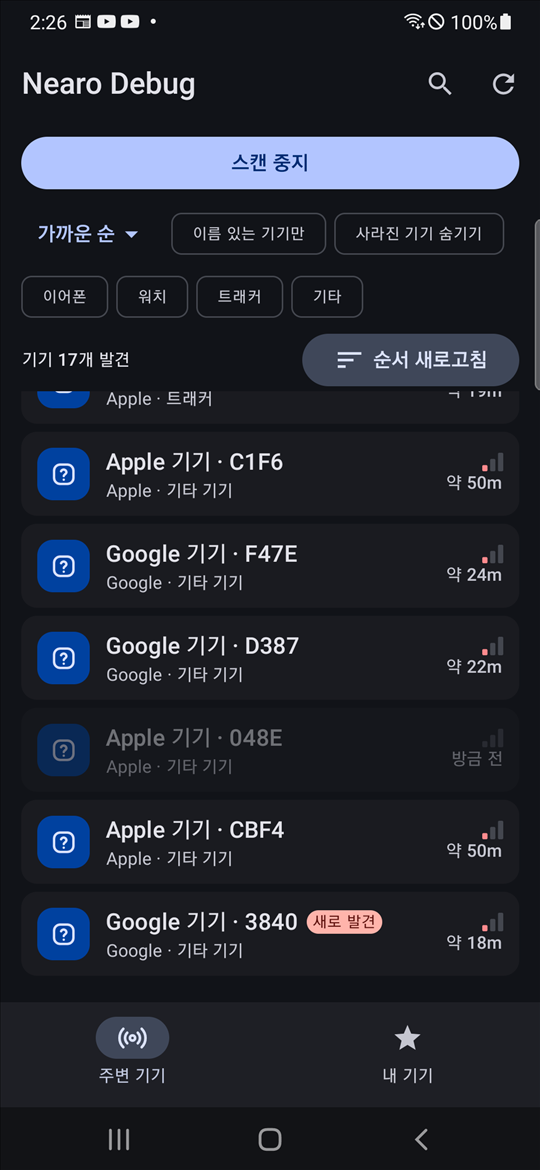 2:26 100%
Nearo Debug
스캔 중지
가까운 순 이름 있는 기기만 사라진 기기 숨기기
이어폰 워치 트래커 기타
기기 17개 발견 순서 새로고침
Apple · 트래커 약 19m
Apple 기기 · C1F6
Apple · 기타 기기 약 50m
Google 기기 · F47E
Google · 기타 기기 약 24m
Google 기기 · D387
Google · 기타 기기 약 22m
Apple 기기 · 048E
Apple · 기타 기기 방금 전
Apple 기기 · CBF4
Apple · 기타 기기 약 50m
Google 기기 · 3840 새로 발견
Google · 기타 기기 약 18m
주변 기기 내 기기